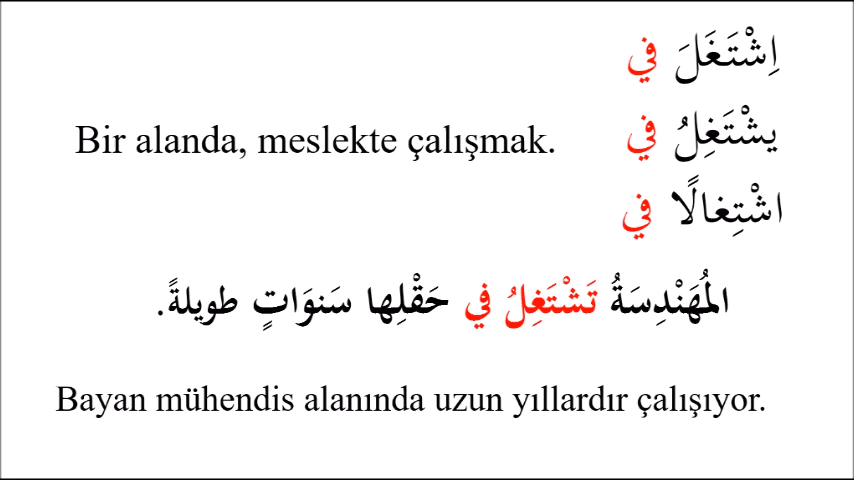 اِشْتَغَلَ في
يشْتَغِلُ في
Bir alanda, meslekte çalışmak.
اشْتِغالًا في
المُهَنْدِسَةُ تَشْتَغِلُ في حَقْلِها سَنوَاتٍ طويلةً.
Bayan mühendis alanında uzun yıllardır çalışıyor.